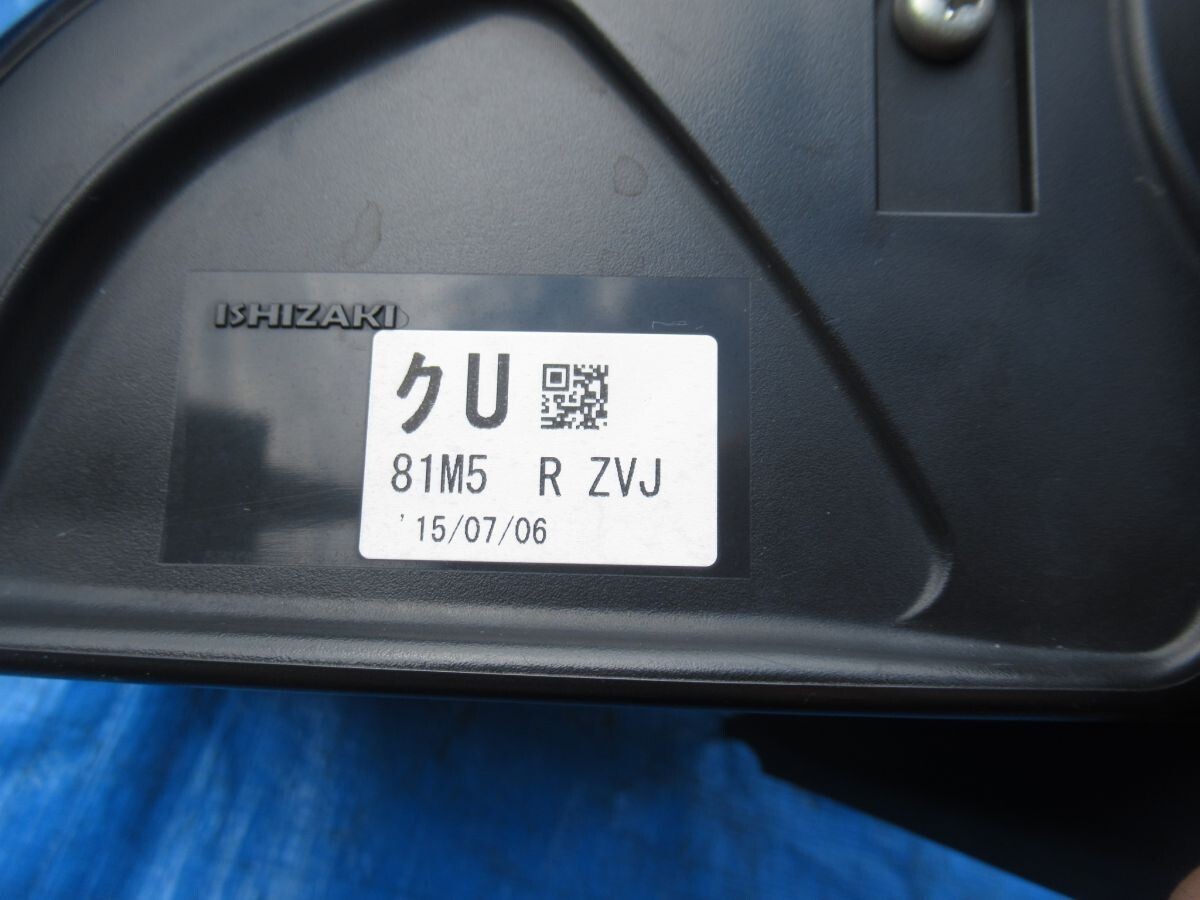 ISHIZAKI
クU
81M5 R ZVJ
'15/07/06